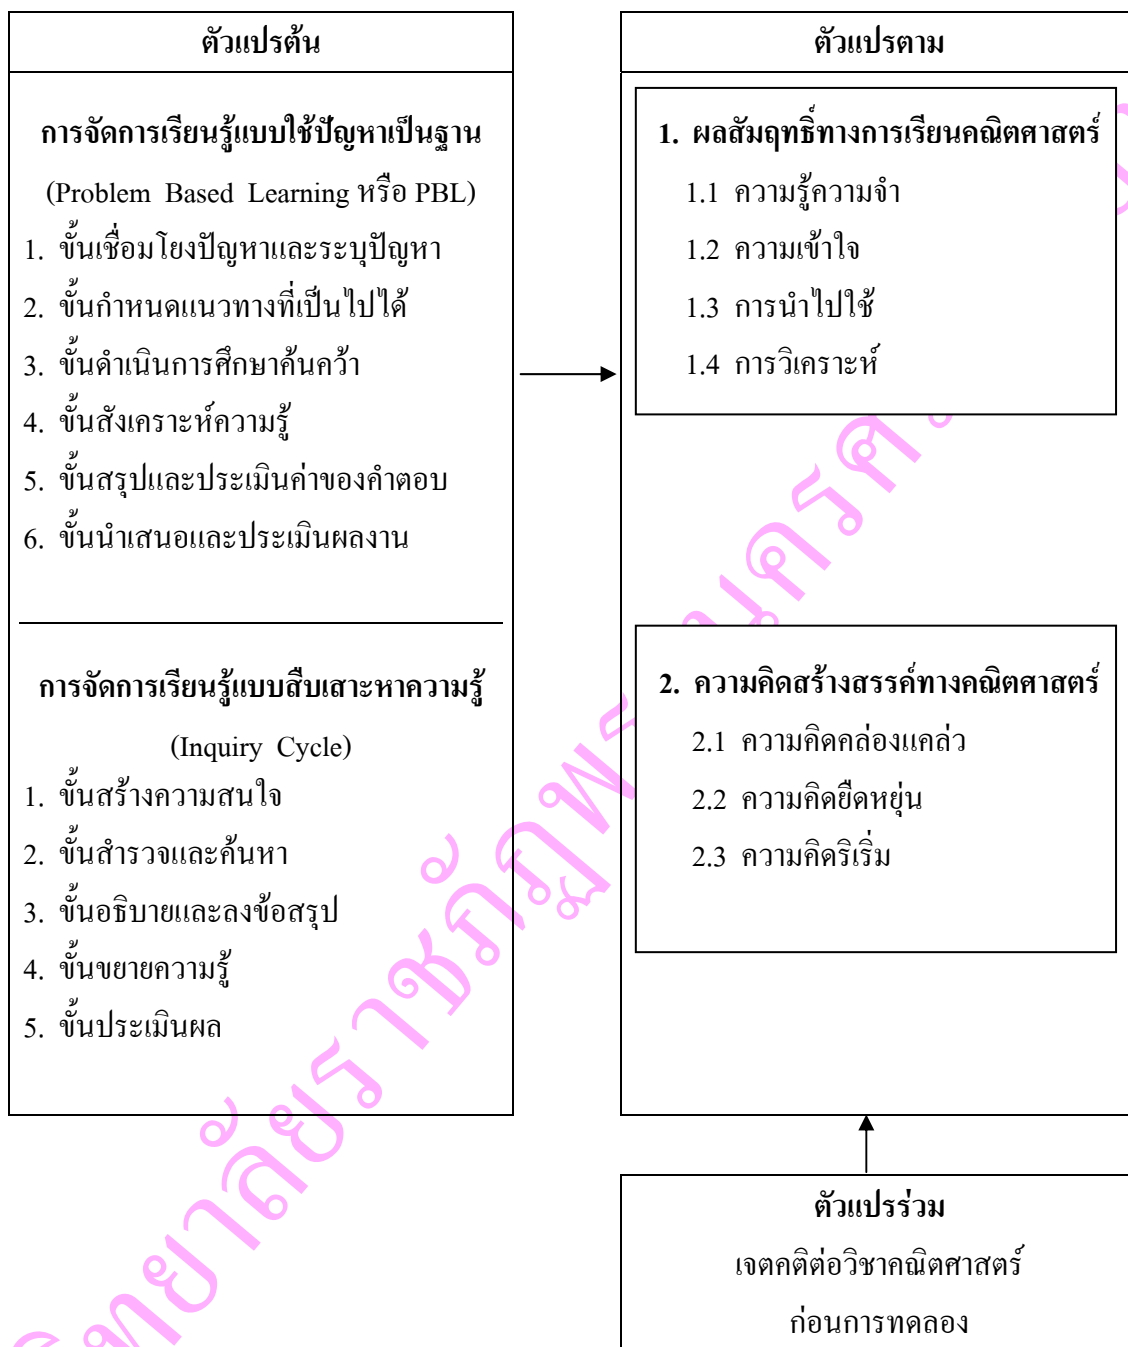 ตัวแปรต้น
การจัดการเรียนรู้แบบใช้ปัญหาเป็นฐาน
(Problem Based Learning หรือ PBL)
1. ขั้นเชื่อมโยงปัญหาและระบุปัญหา
2. ขั้นกำหนดแนวทางที่เป็นไปได้
3. ขั้นดำเนินการศึกษาค้นคว้า
4. ขั้นสังเคราะห์ความรู้
5. ขั้นสรุปและประเมินค่าของคำตอบ
6. ขั้นนำเสนอและประเมินผลงาน
การจัดการเรียนรู้แบบสืบเสาะหาความรู้
(Inquiry Cycle)
1. ขั้นสร้างความสนใจ
2. ขั้นสำรวจและค้นหา
3. ขั้นอธิบายและลงข้อสรุป
4. ขั้นขยายความรู้
5. ขั้นประเมินผล
ตัวแปรตาม
1. ผลสัมฤทธิ์ทางการเรียนคณิตศาสตร์
1.1 ความรู้ความจำ
1.2 ความเข้าใจ
1.3 การนำไปใช้
1.4 การวิเคราะห์
2. ความคิดสร้างสรรค์ทางคณิตศาสตร์
2.1 ความคิดคล่องแคล่ว
2.2 ความคิดยืดหยุ่น
2.3 ความคิดริเริ่ม
ตัวแปรร่วม
เจตคติต่อวิชาคณิตศาสตร์
ก่อนการทดลอง